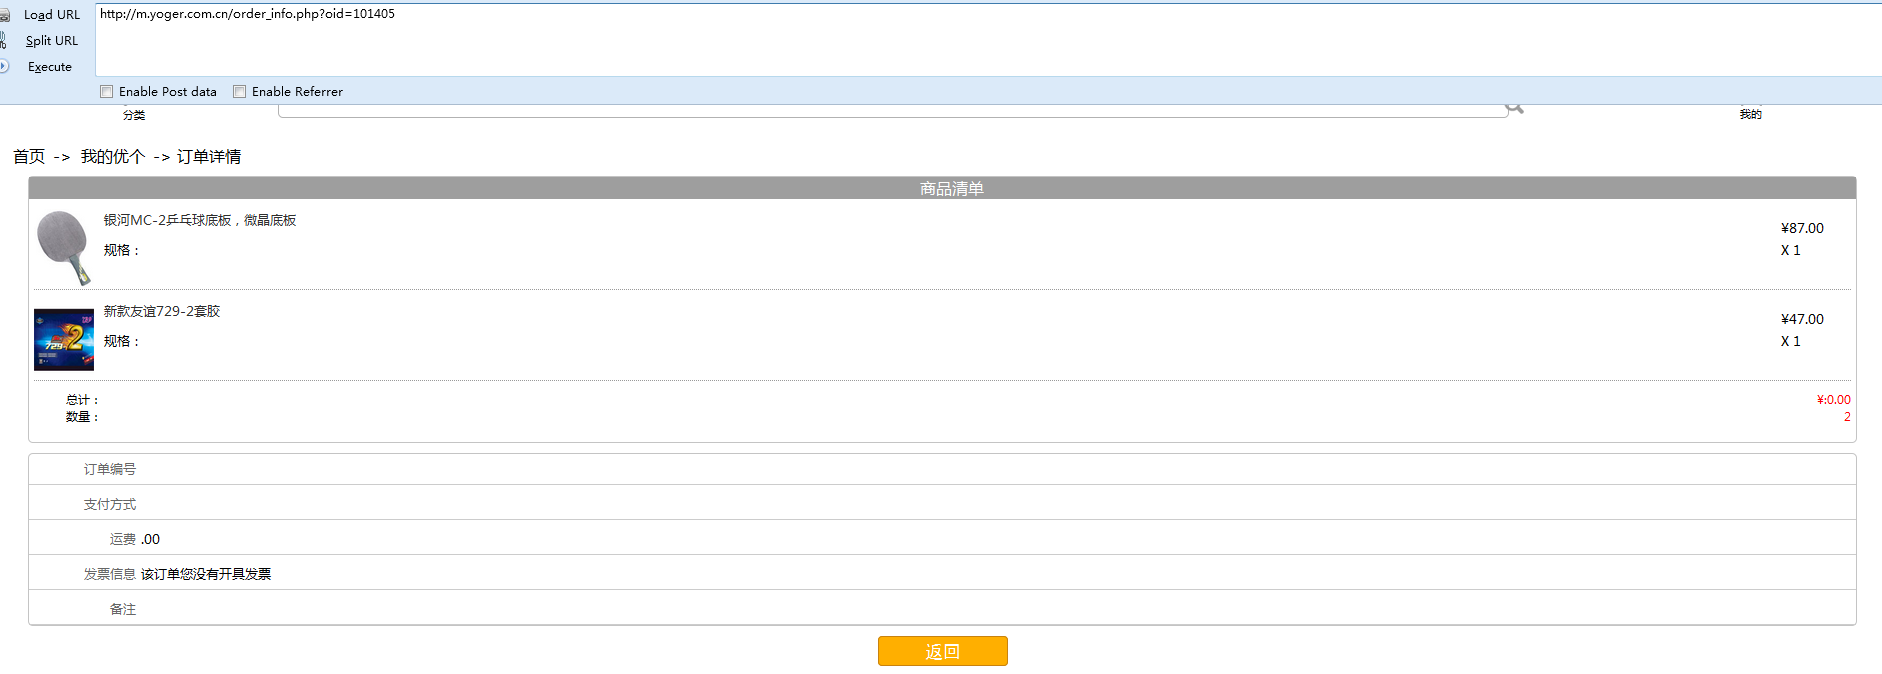 Load URL
http://m.yoger.com.cn/order_info.php?oid=101405
Split URL
Execute
Enable Post data
Enable Referrer
分类
我的
首页 -> 我的优个 -> 订单详情
商品清单
银河MC-2乒乓球底板，微晶底板
¥87.00
规格：
X 1
新款友谊729-2套胶
¥47.00
规格：
X 1
729-2
总计：
¥:0.00
数量：
2
订单编号
支付方式
运费 .00
发票信息 该订单您没有开具发票
备注
返回